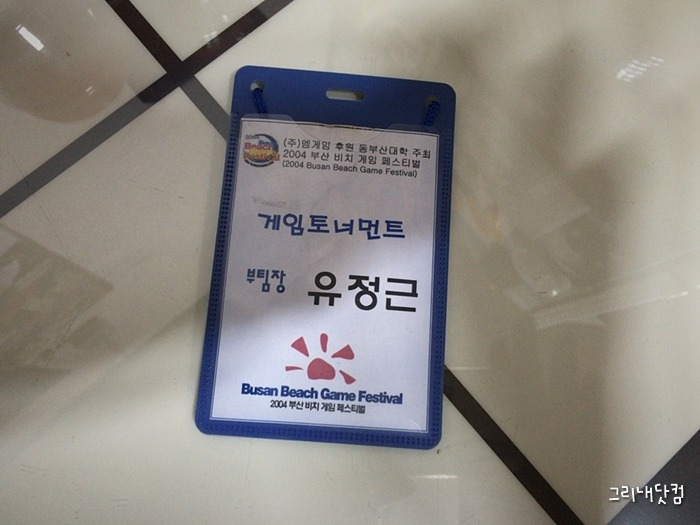 (주)엠게임 후원 동부산대학 주최
2004 부산 비치 게임 페스티벌
(2004 Busan Beach Game Festival)
Beach
Festival
게임토너먼트
부팀장 유정근
Busan Beach Game Festival
2004 부산 비치 게임 페스티벌
그리내닷컴